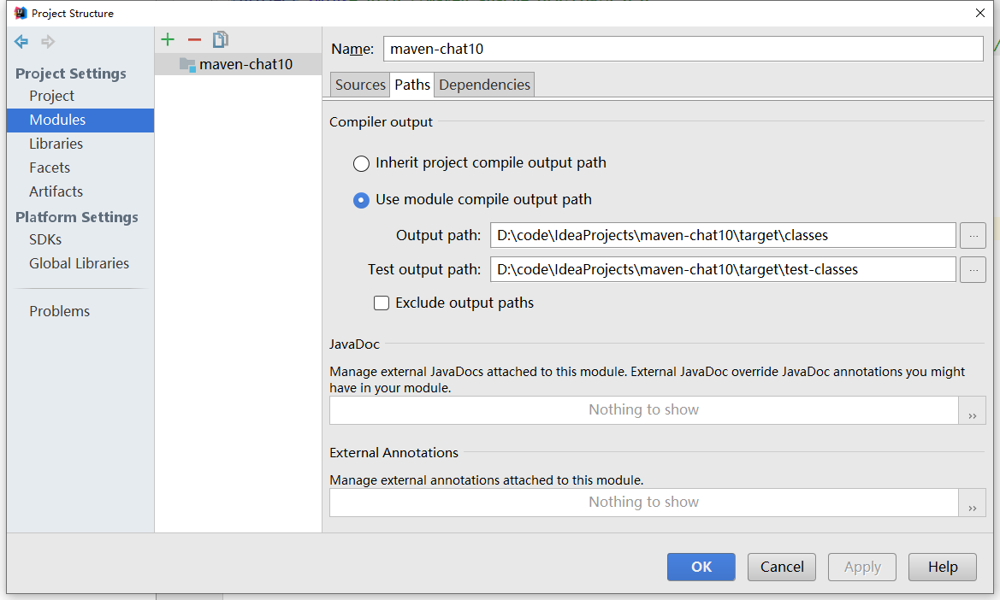 Project Structure
Project Settings
Project
Modules
Libraries
Facets
Artifacts
Platform Settings
SDKs
Global Libraries
Problems
maven-chat10
Name: maven-chat10
Sources Paths Dependencies
Compiler output
Inherit project compile output path
Use module compile output path
Output path: D:\code\IdeaProjects\maven-chat10\target\classes ...
Test output path: D:\code\IdeaProjects\maven-chat10\target\test-classes ...
Exclude output paths
JavaDoc
Manage external JavaDocs attached to this module. External JavaDoc override JavaDoc annotations you might
have in your module.
Nothing to show »
External Annotations
Manage external annotations attached to this module.
Nothing to show »
OK Cancel Apply Help